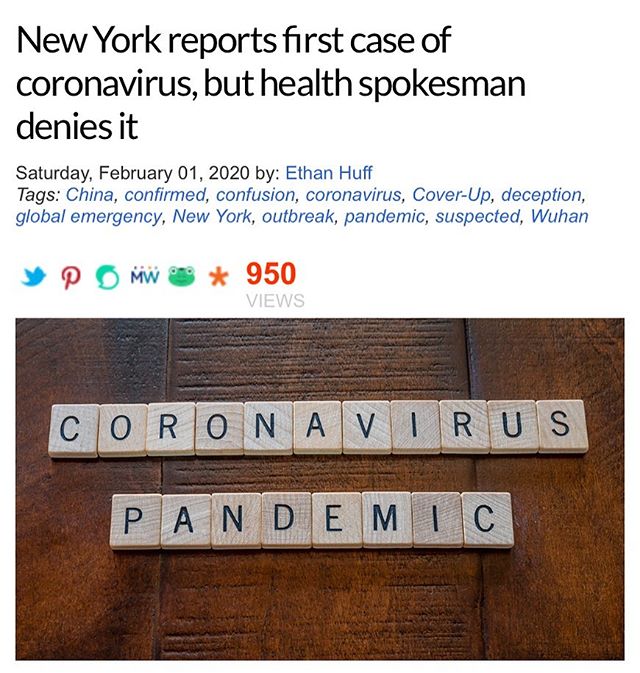 New York reports first case of
coronavirus, but health spokesman
denies it
Saturday, February 01, 2020 by: Ethan Huff
Tags: China, confirmed, confusion, coronavirus, Cover-Up, deception,
global emergency, New York, outbreak, pandemic, suspected, Wuhan
MW 950
VIEWS
CORONAVIRUS
PANDEMIC